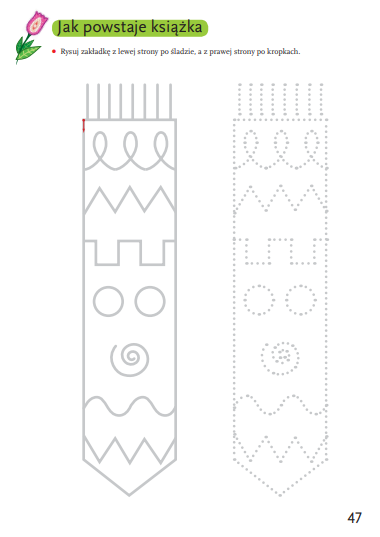 Jak powstaje książka
• Rysuj zakładkę z lewej strony po śladzie, a z prawej strony po kropkach.
47